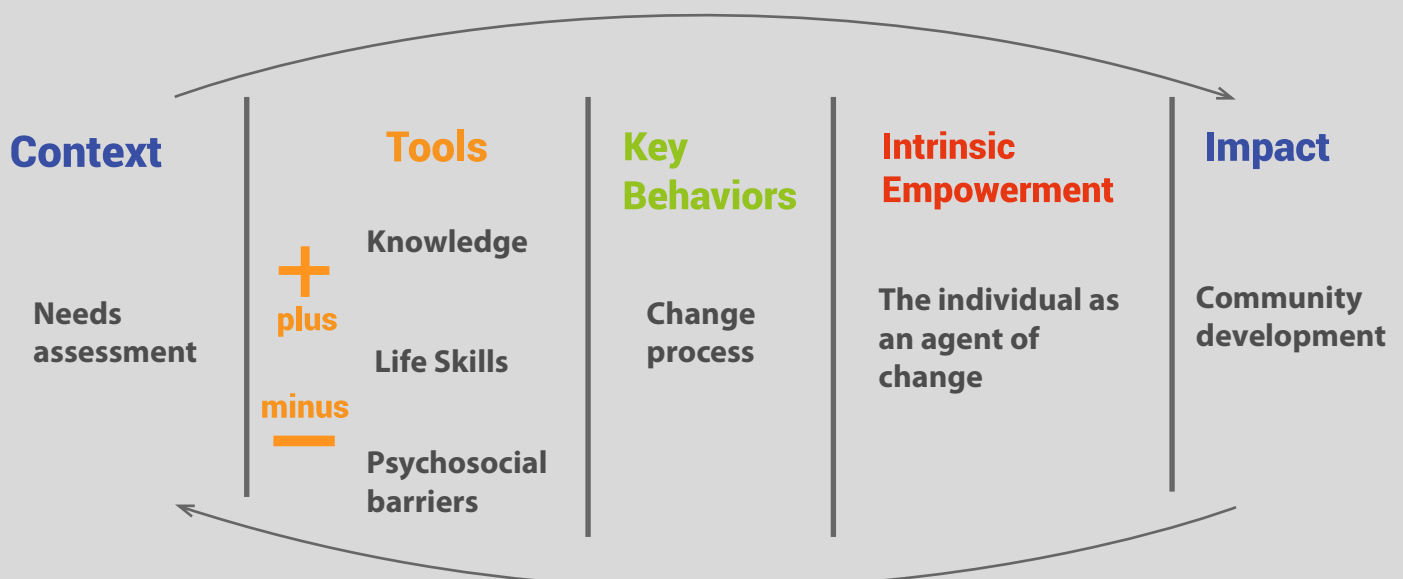 Context
Needs
assessment
Tools
+
plus
minus
−
Knowledge
Life Skills
Psychosocial
barriers
Key
Behaviors
Change
process
Intrinsic
Empowerment
The individual as
an agent of
change
Impact
Community
development